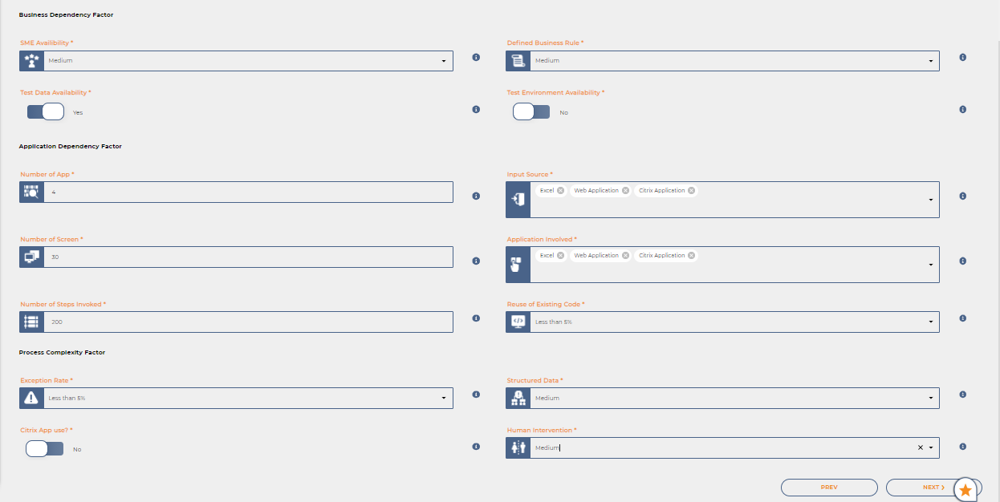 Business Dependency Factor
SME Availibility *
Defined Business Rule *
Medium
Medium
Test Data Availability *
Test Environment Availability *
Yes
No
Application Dependency Factor
Number of App *
Input Source *
4
Excel Web Application Citrix Application
Number of Screen *
Application Involved *
30
Excel Web Application Citrix Application
Number of Steps Invoked *
Reuse of Existing Code *
200
Less than 5%
Process Complexity Factor
Exception Rate *
Structured Data *
Less than 5%
Medium
Citrix App use? *
Human Intervention *
No
Medium
PREV
NEXT